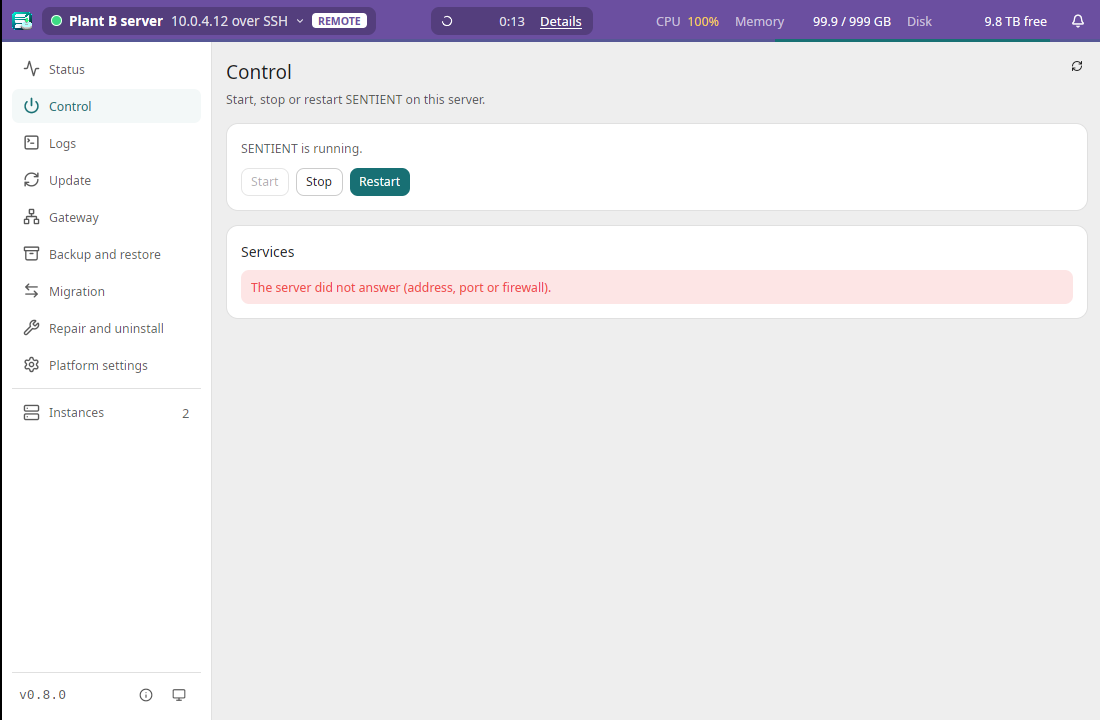 Plant B server 10.0.4.12 over SSH REMOTE 0:13 Details CPU 100% Memory 99.9 / 999 GB Disk 9.8 TB free
Status
Control
Logs
Update
Gateway
Backup and restore
Migration
Repair and uninstall
Platform settings
Instances 2
v0.8.0
Control
Start, stop or restart SENTIENT on this server.
SENTIENT is running.
Start Stop Restart
Services
The server did not answer (address, port or firewall).